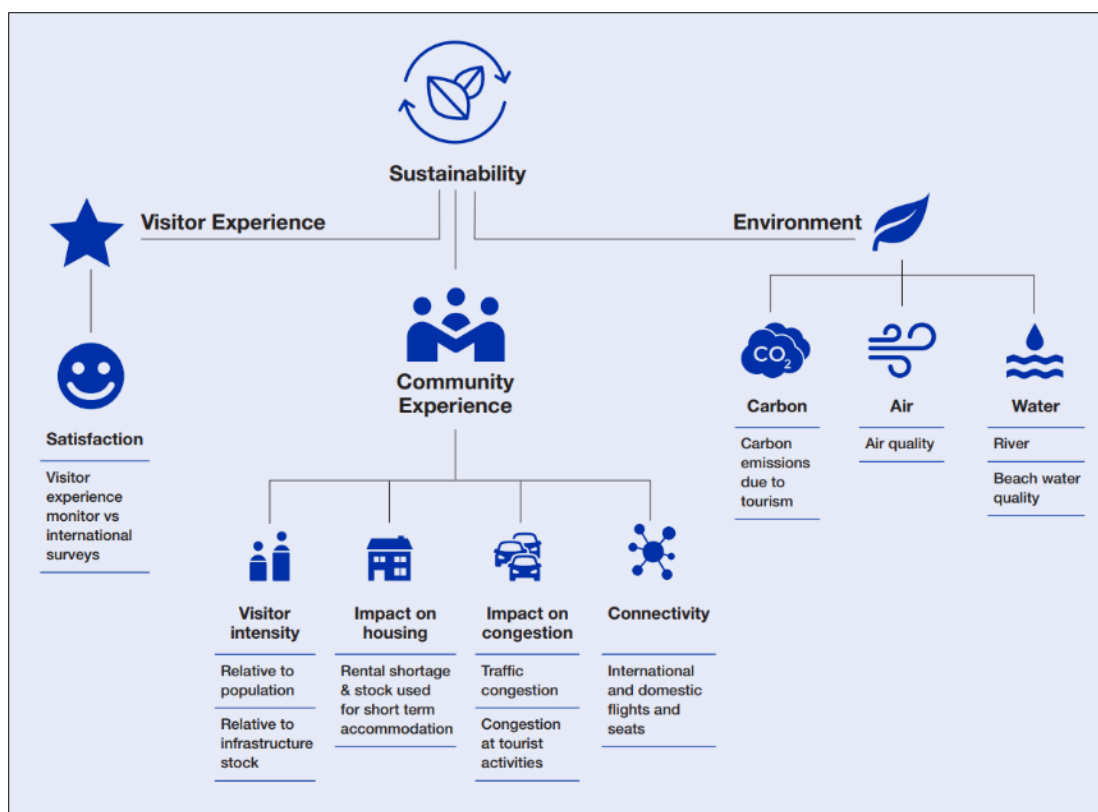 Sustainability
Visitor Experience
Environment
Satisfaction
Visitor
experience
monitor vs
international
surveys
Community
Experience
CO2
Carbon
Carbon
emissions
due to
tourism
Air
Air quality
Water
River
Beach water
quality
Visitor
intensity
Relative to
population
Relative to
infrastructure
stock
Impact on
housing
Rental shortage
& stock used
for short term
accommodation
Impact on
congestion
Traffic
congestion
Congestion
at tourist
activities
Connectivity
International
and domestic
flights and
seats